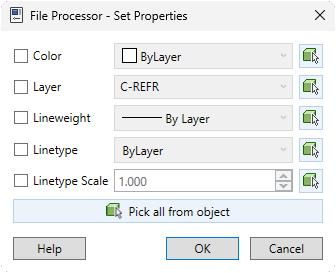 File Processor - Set Properties
Color ByLayer
Layer C-REFR
Lineweight By Layer
Linetype ByLayer
Linetype Scale 1.000
Pick all from object
Help OK Cancel